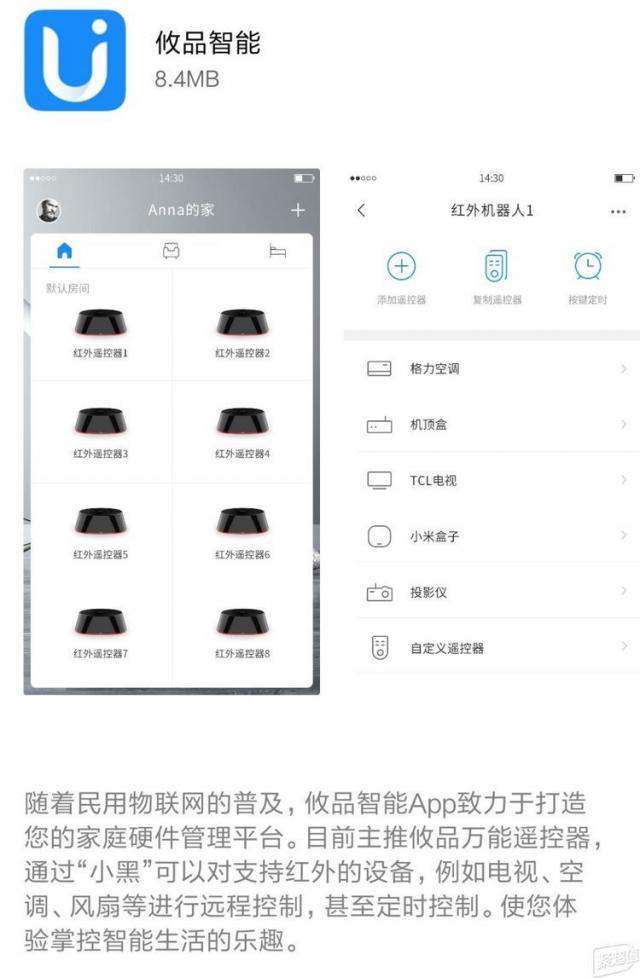 攸品智能
8.4MB
14:30
Anna的家
默认房间
红外遥控器1
红外遥控器2
红外遥控器3
红外遥控器4
红外遥控器5
红外遥控器6
红外遥控器7
红外遥控器8
14:30
红外机器人1
添加遥控器
复制遥控器
按键定时
格力空调
机顶盒
TCL电视
小米盒子
投影仪
自定义遥控器
随着民用物联网的普及，攸品智能App致力于打造
您的家庭硬件管理平台。目前主推攸品万能遥控器，
通过“小黑”可以对支持红外的设备，例如电视、空
调、风扇等进行远程控制，甚至定时控制。使您体
验掌控智能生活的乐趣。
聚超值